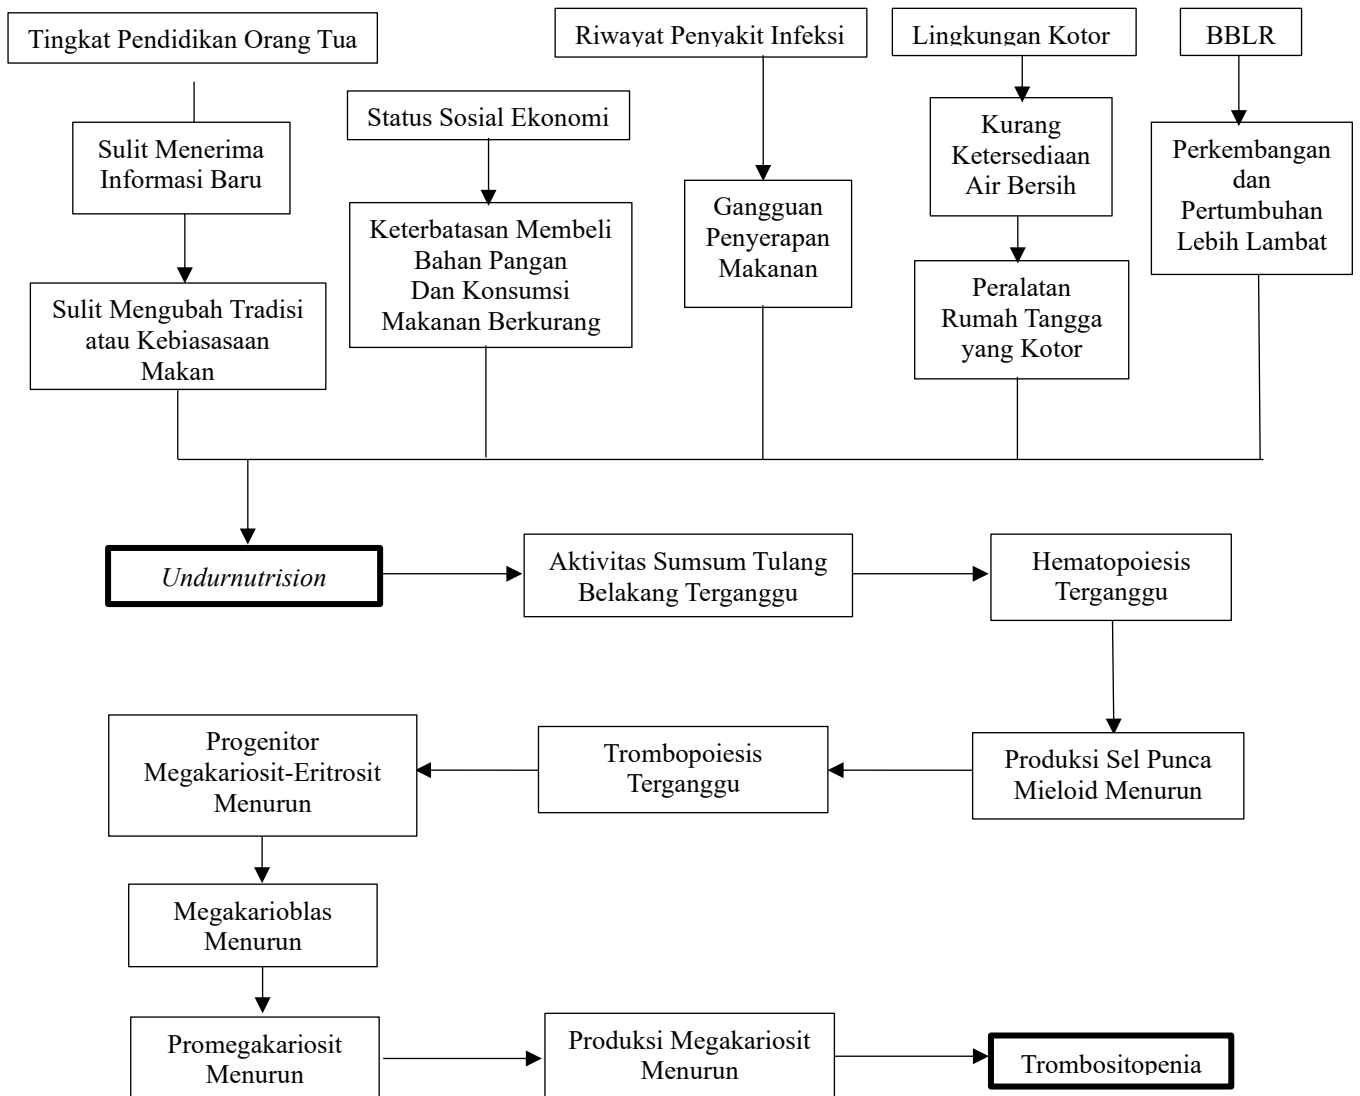 Tingkat Pendidikan Orang Tua
Riwayat Penyakit Infeksi
Lingkungan Kotor
BBLR
Status Sosial Ekonomi
Sulit Menerima
Informasi Baru
Kurang
Ketersediaan
Air Bersih
Perkembangan
dan
Pertumbuhan
Lebih Lambat
Keterbatasan Membeli
Bahan Pangan
Dan Konsumsi
Makanan Berkurang
Gangguan
Penyerapan
Makanan
Sulit Mengubah Tradisi
atau Kebiasasaan
Makan
Peralatan
Rumah Tangga
yang Kotor
Undurnutrision
Aktivitas Sumsum Tulang
Belakang Terganggu
Hematopoiesis
Terganggu
Progenitor
Megakariosit-Eritrosit
Menurun
Trombopoiesis
Terganggu
Produksi Sel Punca
Mieloid Menurun
Megakarioblas
Menurun
Promegakariosit
Menurun
Produksi Megakariosit
Menurun
Trombositopenia